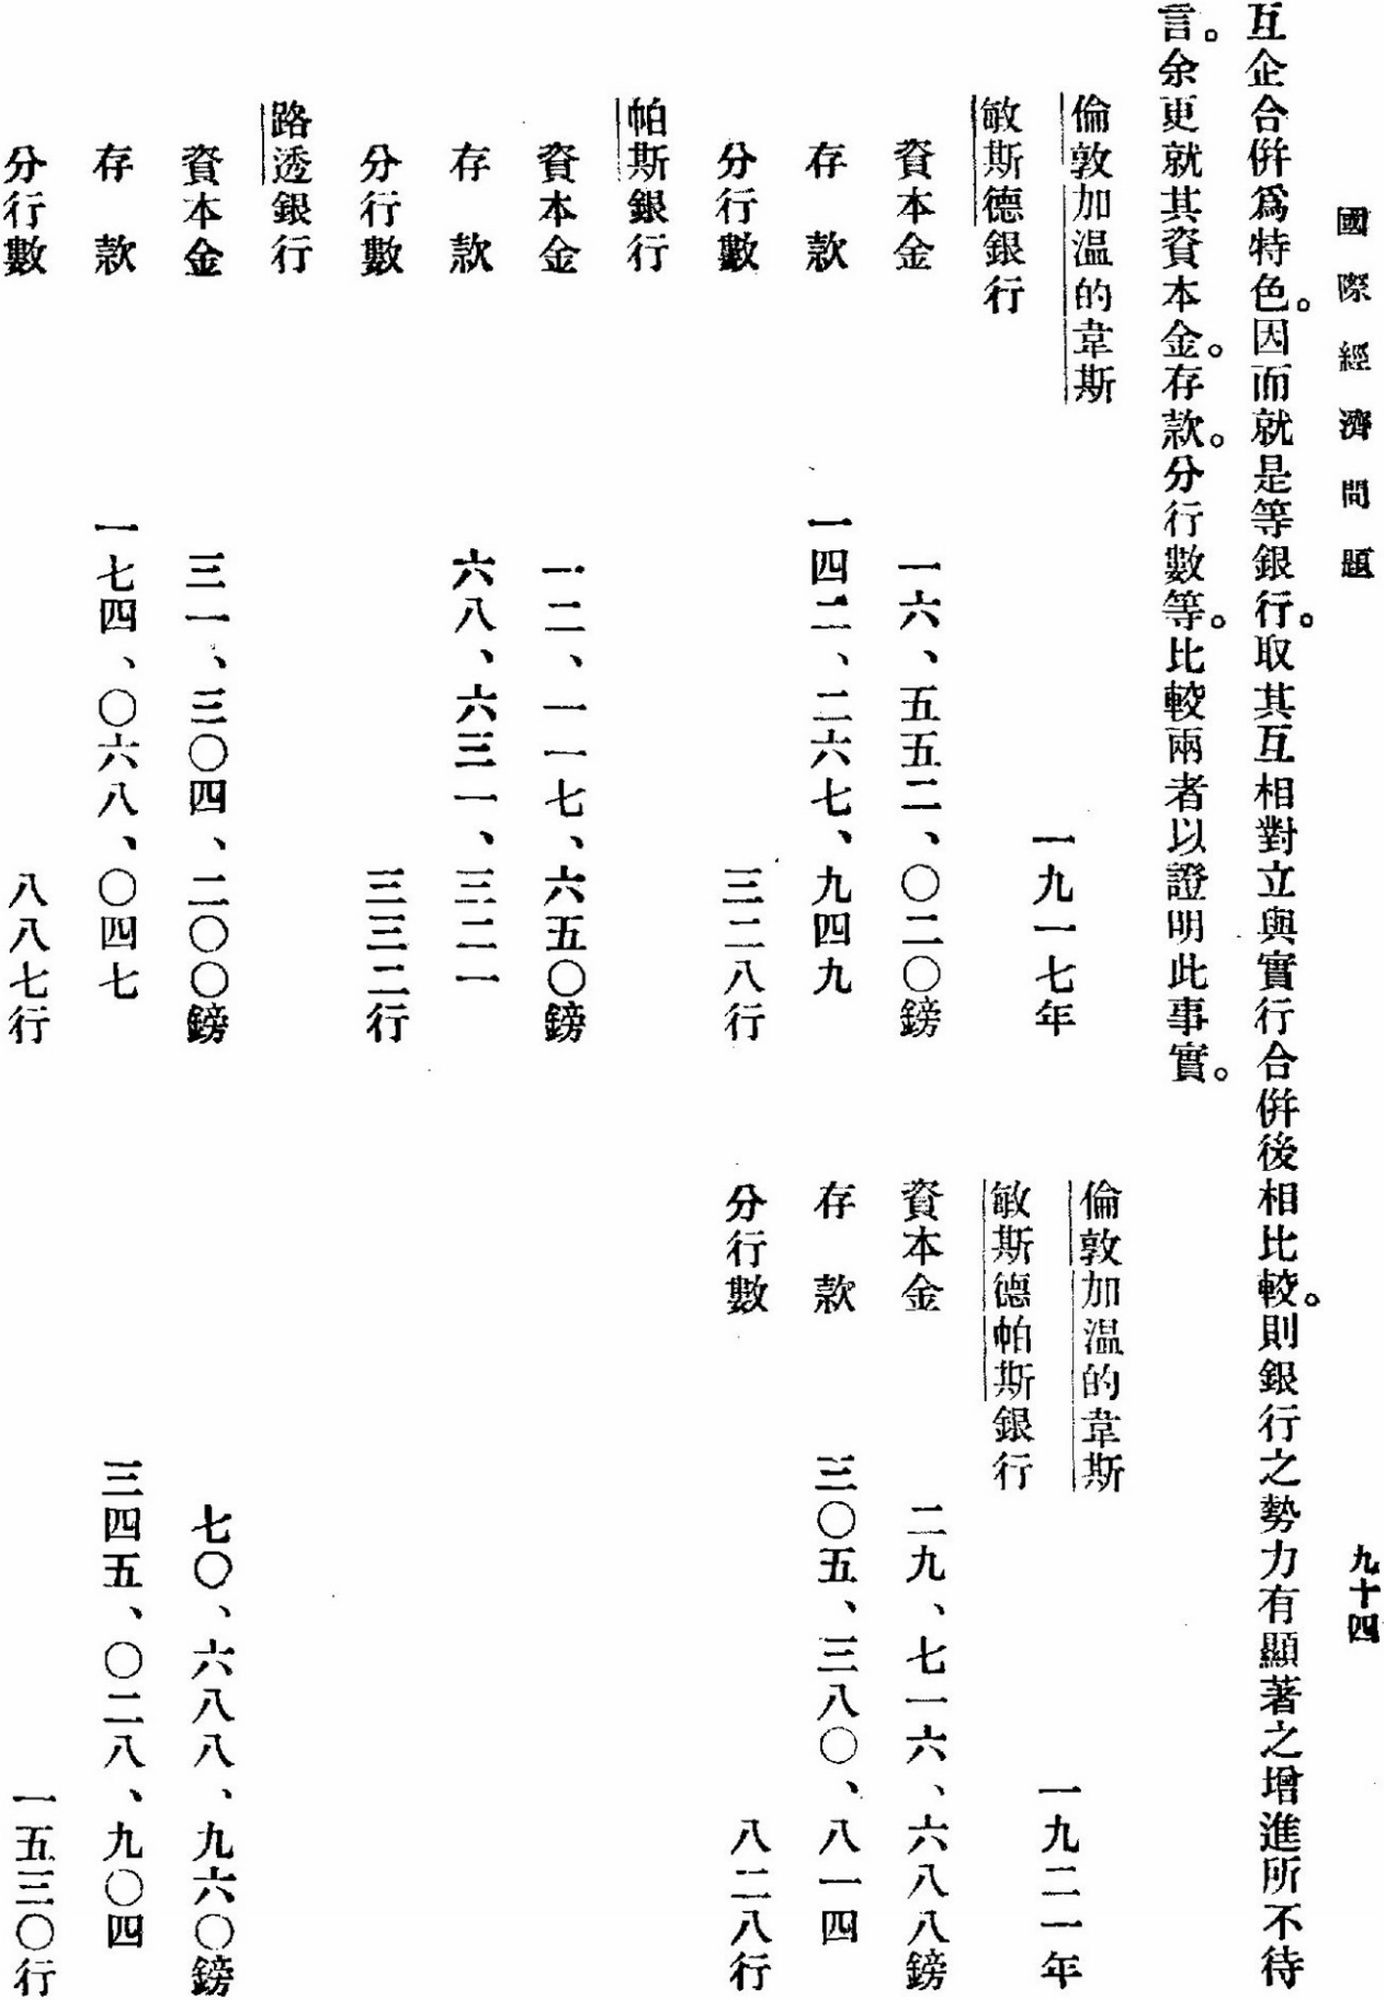 國際經濟問題
九十四
互企合倂爲特色。因而就是等銀行。取其互相對立與實行合倂後相比較。則銀行之勢力有顯著之增進所不待
言。余更就其資本金。存款。分行數等。比較兩者以證明此事實。
倫敦加温的韋斯
倫敦加温的韋斯
一九一七年
一九二一年
敏斯德銀行
敏斯德帕斯銀行
資本金
一六、五五二、〇二〇鎊
資本金
二九、七一六、六八八鎊
存款
一四二、二六七、九四九
存款
三〇五、三八〇、八一四
分行數
三二八行
分行數
八二八行
帕斯銀行
資本金
一二、一一七、六五〇鎊
存款
六八、六三一、三二一
分行數
三三二行
路透銀行
資本金
三一、三〇四、二〇〇鎊
七〇、六八八、九六〇鎊
存款
一七四、〇六八、〇四七
三四五、〇二八、九〇四
分行數
八八七行
一五三〇行